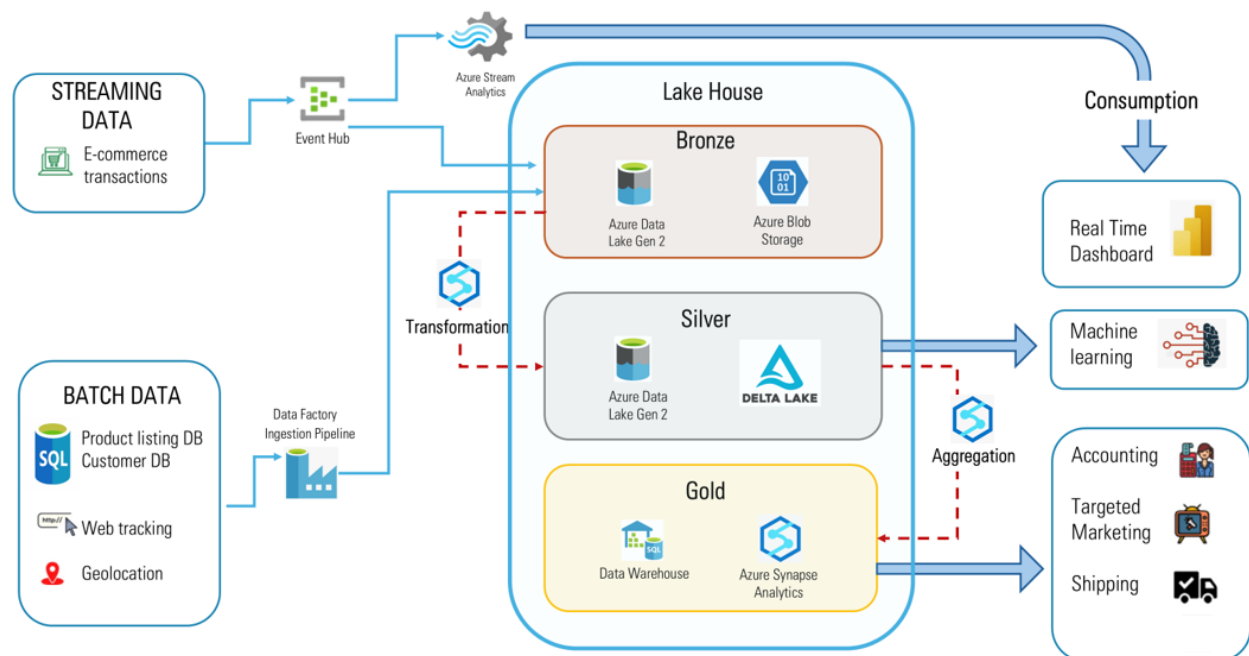 STREAMING
DATA
E-commerce
transactions
Event Hub
Azure Stream
Analytics
Lake House
Bronze
Azure Data
Lake Gen 2
10
01
Azure Blob
Storage
Transformation
Silver
Azure Data
Lake Gen 2
DELTA LAKE
Aggregation
Gold
SQL
Data Warehouse
Azure Synapse
Analytics
BATCH DATA
SQL
Product listing DB
Customer DB
http://
Web tracking
Geolocation
Data Factory
Ingestion Pipeline
Consumption
Real Time
Dashboard
Machine
learning
Accounting
Targeted
Marketing
Shipping